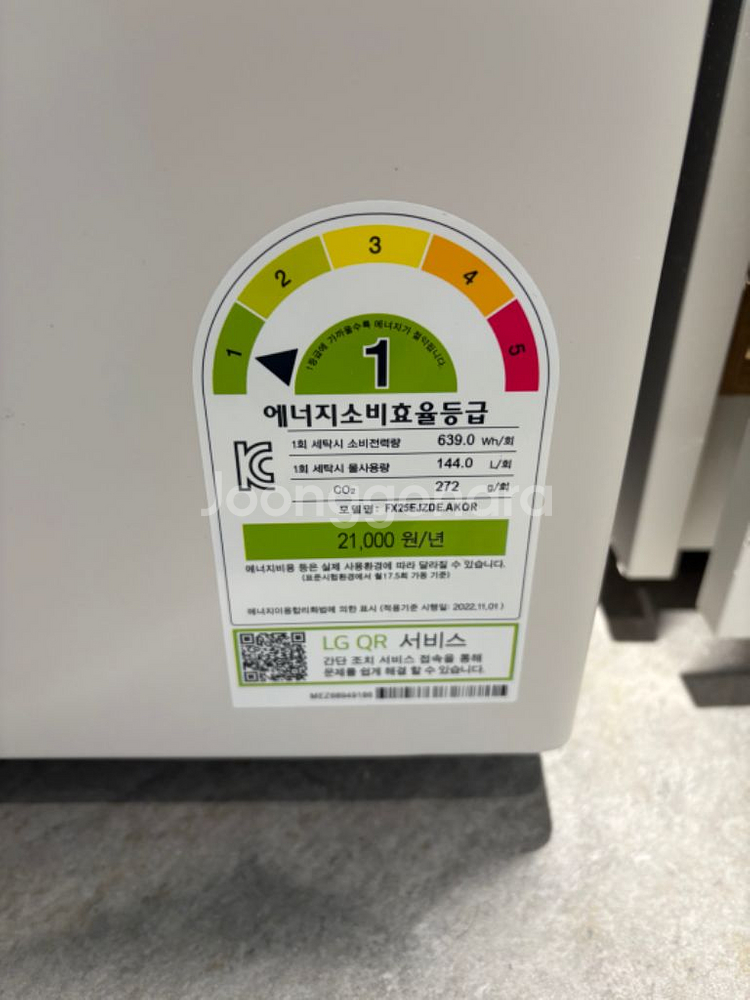 1 2 3 4 5
1등급에 가까울수록 에너지가 절약됩니다.
1
에너지소비효율등급
1회 세탁시 소비전력량 639.0 Wh/회
1회 세탁시 물사용량 144.0 L/회
CO₂ 272 g/회
모델명: FX25EJZDE.AKOR
Joonggonara
21,000 원/년
에너지비용 등은 실제 사용환경에 따라 달라질 수 있습니다.
(표준시험환경에서 월17.5회 가동 기준)
에너지이용합리화법에 의한 표시 (적용기준 시행일: 2022.11.01)
LG QR 서비스
간단 조치 서비스 접속을 통해
문제를 쉽게 해결 할 수 있습니다.
MEZ68949186